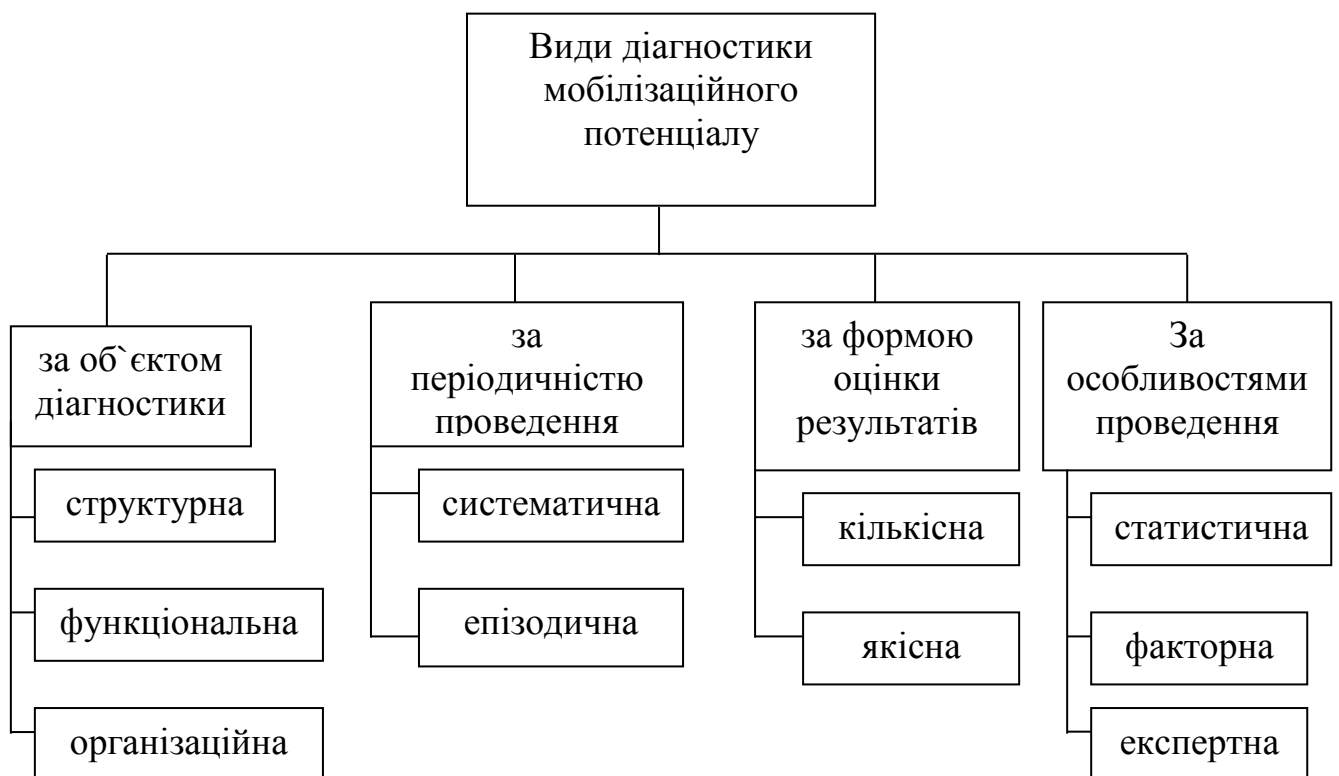 Види діагностики
мобілізаційного
потенціалу
за об`єктом
діагностики
структурна
функціональна
організаційна
за
періодичністю
проведення
систематична
епізодична
за формою
оцінки
результатів
кількісна
якісна
За
особливостями
проведення
статистична
факторна
експертна